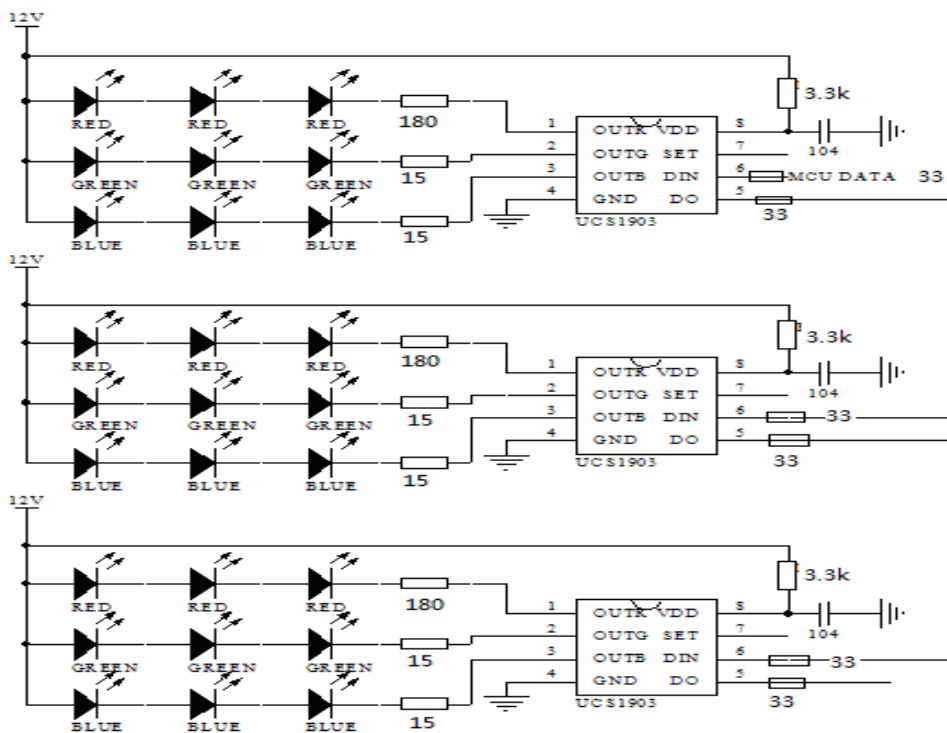 12V
3.3k
RED RED RED 180
1 OUTR VDD 8
104
2 OUTG SET 7
GREEN GREEN GREEN 15
3 OUTB DIN 6 MCU DATA 33
4 GND DO 5
33
BLUE BLUE BLUE 15
UCS1903
12V
3.3k
RED RED RED 180
1 OUTR VDD 8
104
2 OUTG SET 7
GREEN GREEN GREEN 15
3 OUTB DIN 6 33
4 GND DO 5
33
BLUE BLUE BLUE 15
UCS1903
12V
3.3k
RED RED RED 180
1 OUTR VDD 8
104
2 OUTG SET 7
GREEN GREEN GREEN 15
3 OUTB DIN 6 33
4 GND DO 5
33
BLUE BLUE BLUE 15
UCS1903